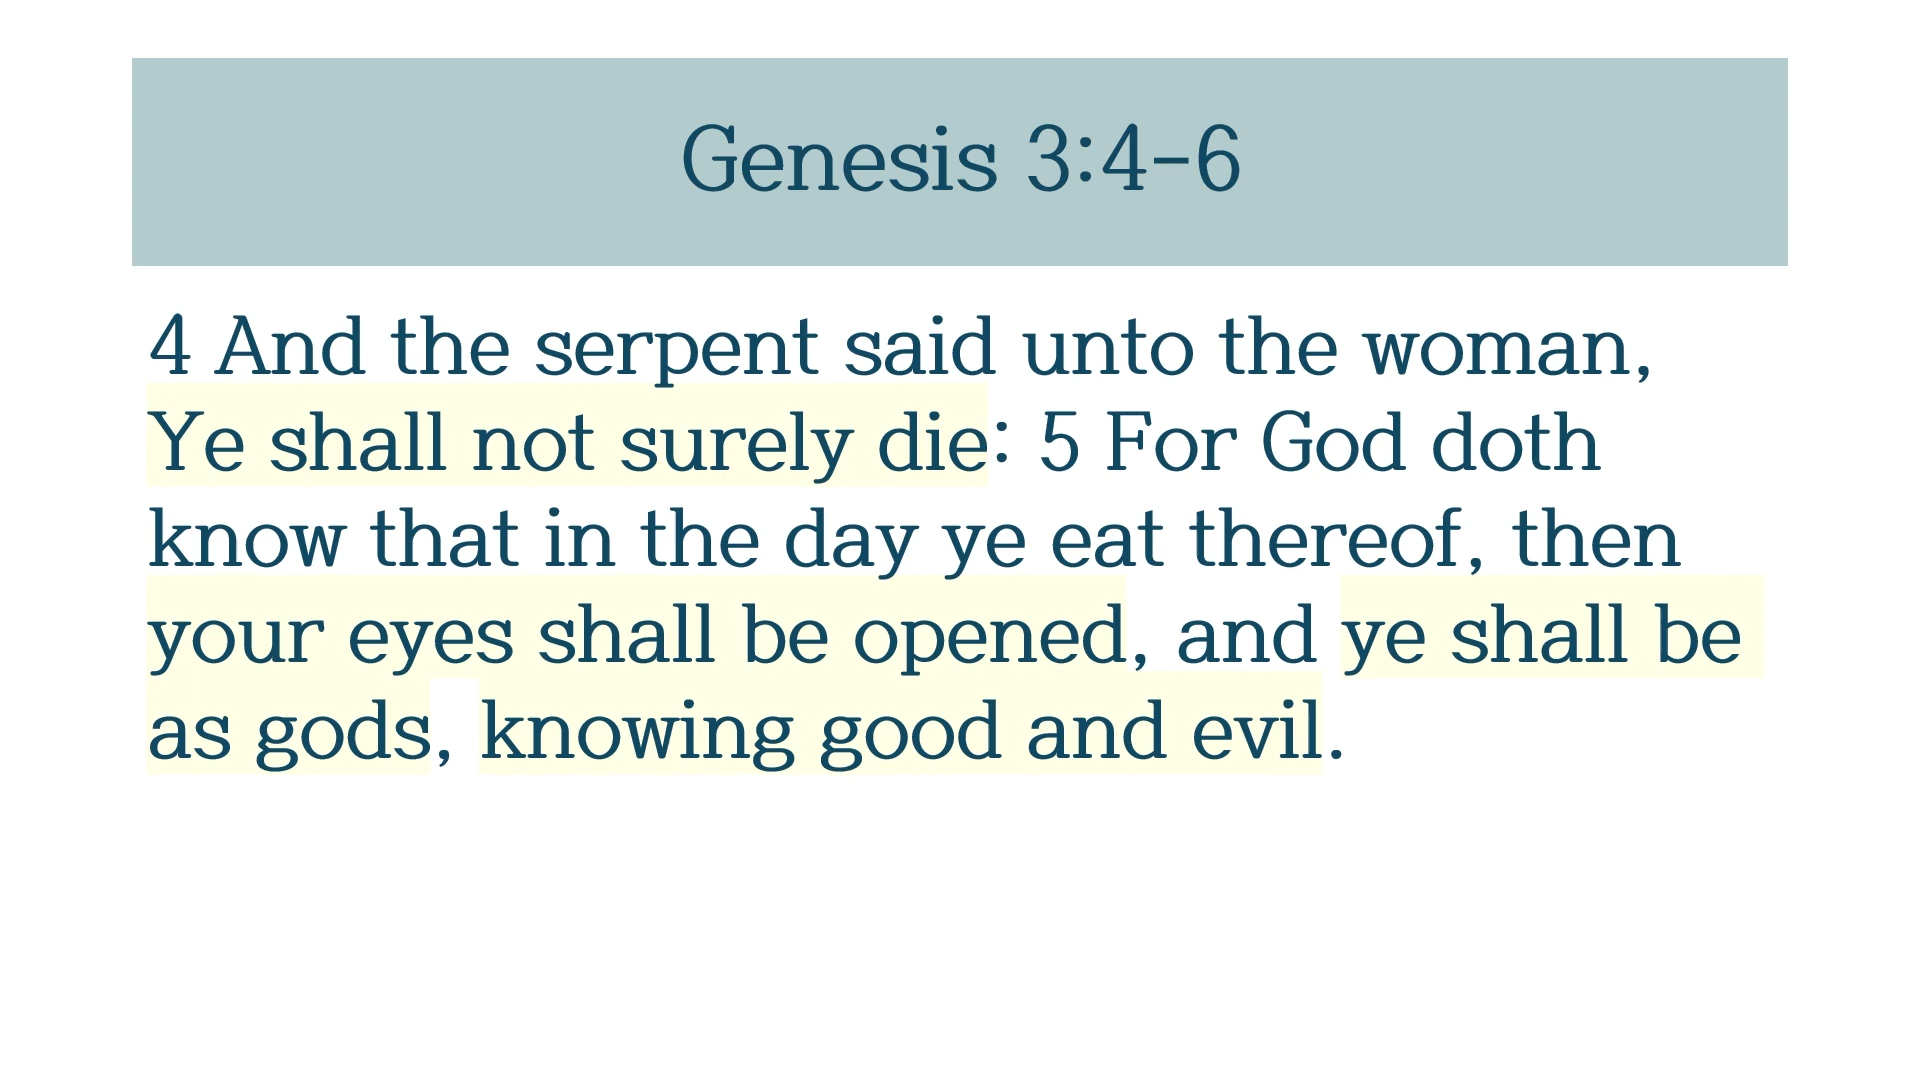 Genesis 3:4-6
4 And the serpent said unto the woman,
Ye shall not surely die: 5 For God doth
know that in the day ye eat thereof, then
your eyes shall be opened, and ye shall be
as gods, knowing good and evil.